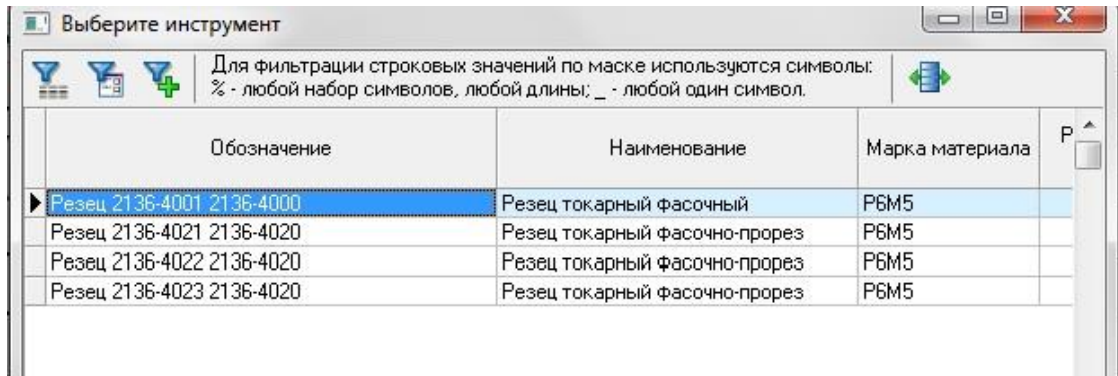 Выберите инструмент
Для фильтрации строковых значений по маске используются символы:
% - любой набор символов, любой длины; _ - любой один символ.
Обозначение Наименование Марка материала Р
Резец 2136-4001 2136-4000 Резец токарный фасочный Р6М5
Резец 2136-4021 2136-4020 Резец токарный фасочно-прорез Р6М5
Резец 2136-4022 2136-4020 Резец токарный фасочно-прорез Р6М5
Резец 2136-4023 2136-4020 Резец токарный фасочно-прорез Р6М5